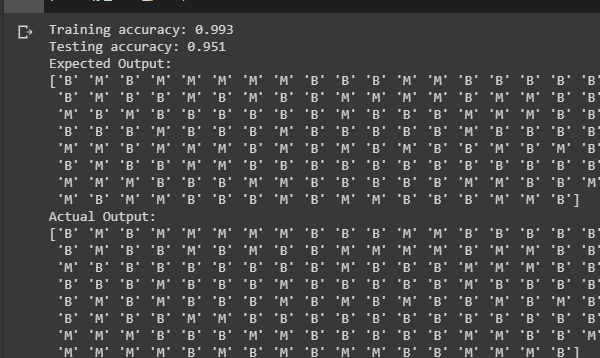 Training accuracy: 0.993
Testing accuracy: 0.951
Expected Output:
['B' 'M' 'B' 'M' 'M' 'M' 'M' 'M' 'B' 'B' 'B' 'M' 'M' 'B' 'B' 'B' 'B' 'B'
'B' 'M' 'B' 'B' 'M' 'M' 'B' 'M' 'B' 'M' 'M' 'M' 'M' 'B' 'M' 'B' 'B' 'B'
'M' 'B' 'M' 'B' 'B' 'B' 'B' 'B' 'B' 'M' 'B' 'B' 'B' 'M' 'M' 'M' 'B' 'B'
'B' 'B' 'B' 'M' 'B' 'B' 'B' 'M' 'B' 'B' 'B' 'B' 'B' 'M' 'B' 'B' 'B' 'B'
'M' 'M' 'B' 'M' 'M' 'M' 'B' 'M' 'B' 'M' 'B' 'M' 'B' 'B' 'M' 'B' 'M' 'B'
'B' 'M' 'B' 'B' 'M' 'M' 'B' 'B' 'B' 'B' 'B' 'B' 'B' 'B' 'B' 'B' 'B' 'B'
'M' 'M' 'M' 'B' 'B' 'B' 'M' 'M' 'B' 'B' 'B' 'B' 'B' 'B' 'M' 'M' 'B' 'B' 'M'
'M' 'B' 'M' 'M' 'B' 'B' 'B' 'M' 'B' 'M' 'M' 'B' 'B' 'B' 'M' 'M' 'B']
Actual Output:
['B' 'M' 'B' 'M' 'M' 'M' 'M' 'M' 'B' 'B' 'B' 'M' 'M' 'B' 'B' 'B' 'B' 'B'
'B' 'M' 'B' 'B' 'M' 'M' 'B' 'M' 'B' 'M' 'M' 'M' 'M' 'B' 'M' 'B' 'B' 'B'
'M' 'B' 'B' 'B' 'B' 'B' 'B' 'B' 'B' 'M' 'B' 'B' 'B' 'M' 'M' 'M' 'B' 'B'
'B' 'B' 'B' 'M' 'B' 'B' 'B' 'B' 'B' 'B' 'B' 'B' 'B' 'M' 'B' 'B' 'B' 'B'
'B' 'M' 'B' 'M' 'B' 'B' 'B' 'M' 'B' 'M' 'B' 'M' 'B' 'B' 'M' 'B' 'M' 'B'
'B' 'B' 'B' 'B' 'M' 'M' 'B' 'B' 'B' 'B' 'B' 'B' 'B' 'B' 'B' 'B' 'B' 'B'
'M' 'M' 'M' 'B' 'B' 'B' 'M' 'M' 'B' 'B' 'B' 'B' 'B' 'B' 'M' 'B' 'B' 'M'
'M' 'M' 'M' 'M' 'B' 'M' 'B' 'M' 'B' 'M' 'M' 'B' 'B' 'M' 'M' 'M' 'B']